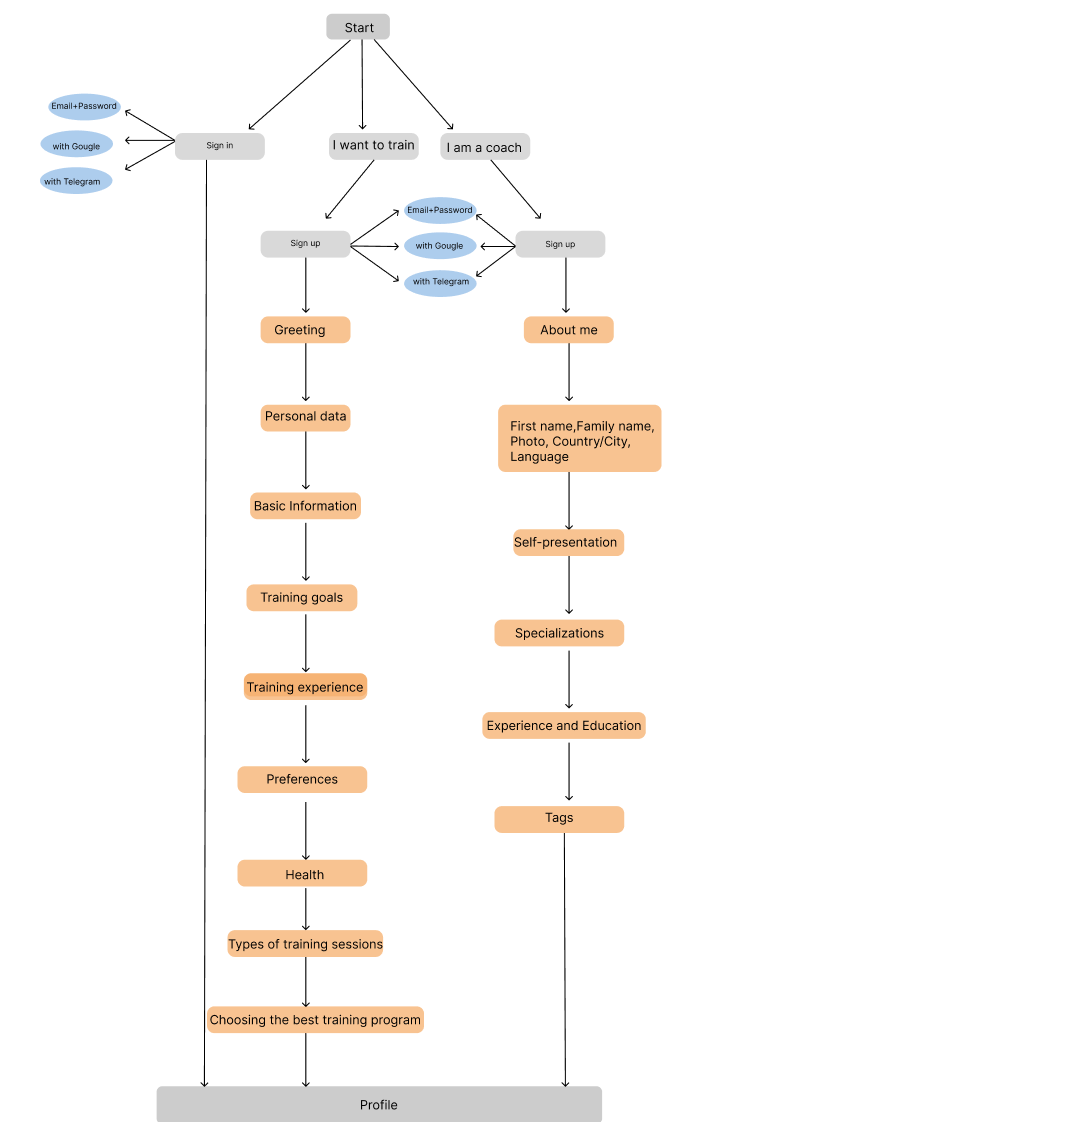 Start
Email+Password
with Gougle
with Telegram
Sign in
I want to train
I am a coach
Sign up
Email+Password
with Gougle
with Telegram
Sign up
Greeting
About me
Personal data
First name,Family name,
Photo, Country/City,
Language
Basic Information
Self-presentation
Training goals
Specializations
Training experience
Experience and Education
Preferences
Tags
Health
Types of training sessions
Choosing the best training program
Profile